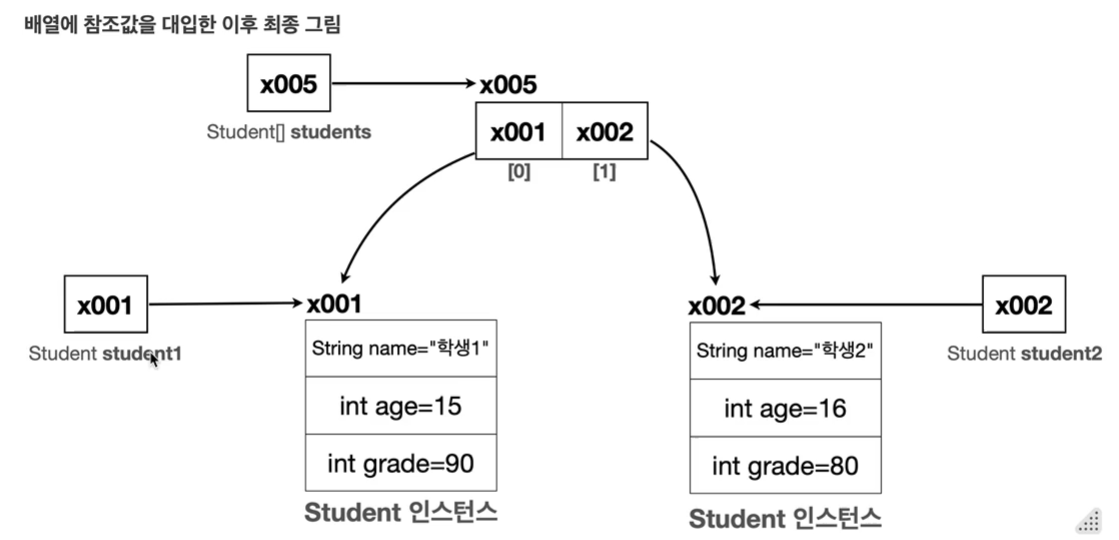 배열에 참조값을 대입한 이후 최종 그림
x005
x005
Student[] students
x001 x002
[0] [1]
x001
x001
x002
x002
Student student1
String name="학생1"
String name="학생2"
Student student2
int age=15
int age=16
int grade=90
int grade=80
Student 인스턴스
Student 인스턴스